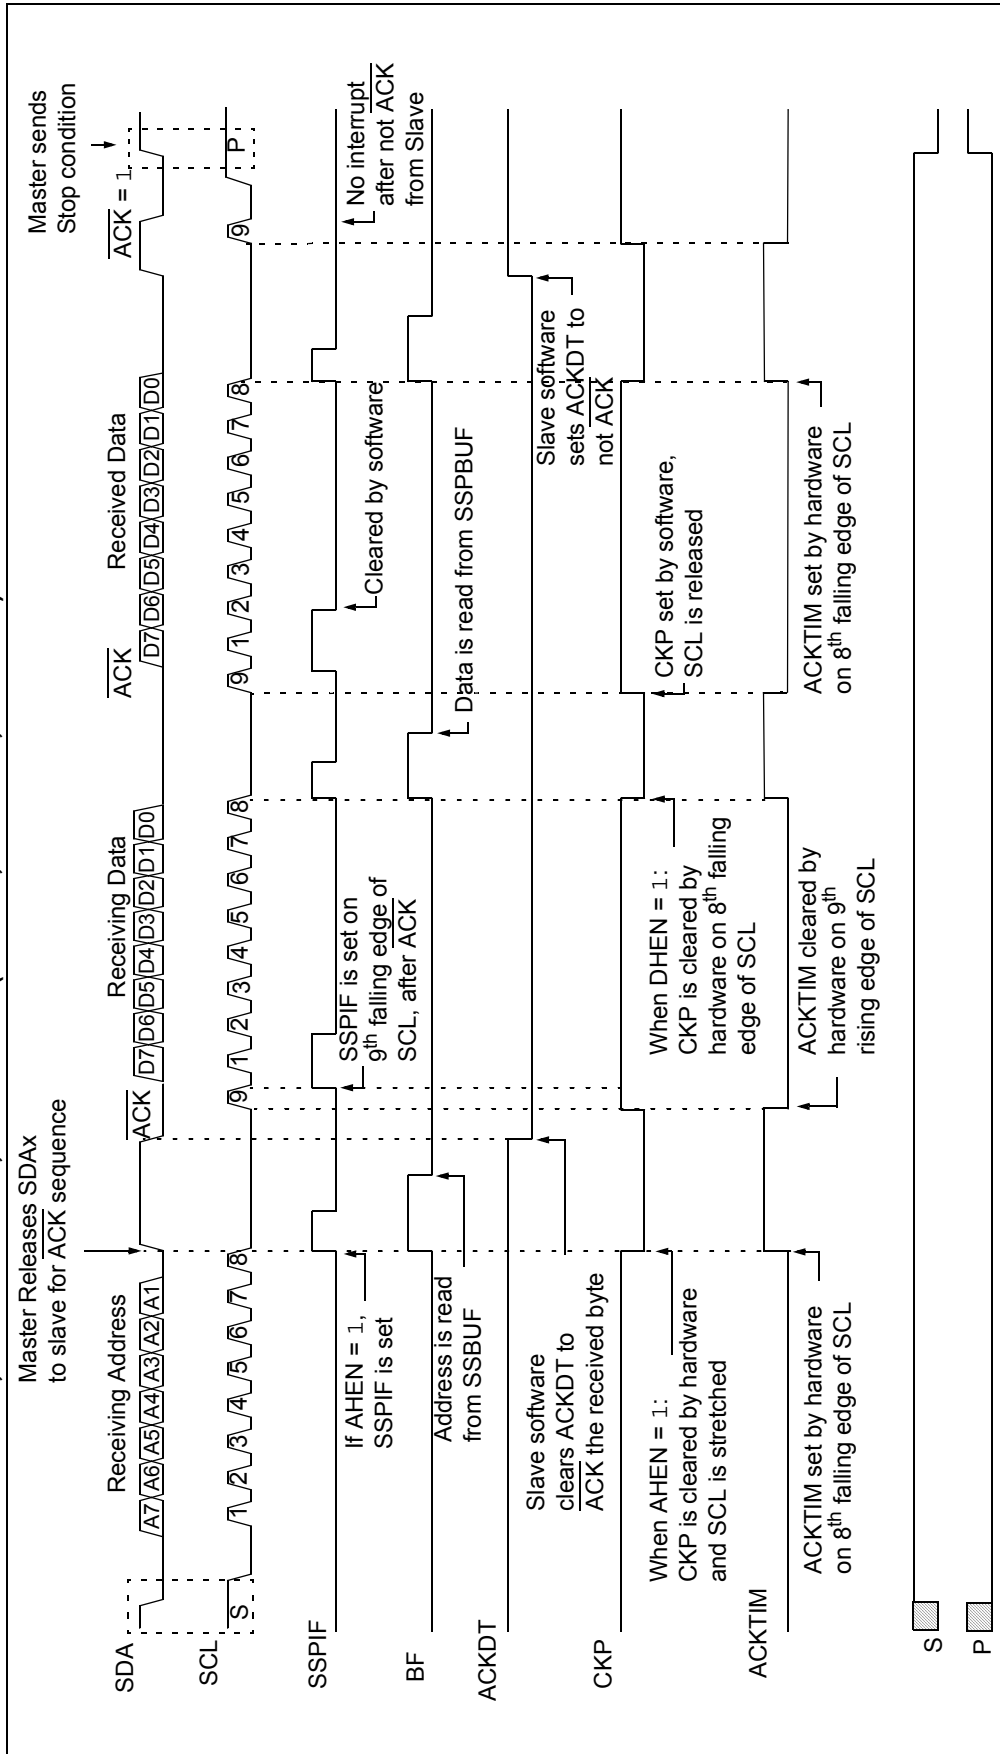 Master Releases SDAx
to slave for ACK sequence
Master sends
Stop condition
Receiving Address
Receiving Data
Received Data
ACK
ACK
ACK = 1
SDA
A7 A6 A5 A4 A3 A2 A1
D7 D6 D5 D4 D3 D2 D1 D0
D7 D6 D5 D4 D3 D2 D1 D0
SCL
S
1 2 3 4 5 6 7 8
9
1 2 3 4 5 6 7 8
9
1 2 3 4 5 6 7 8
9
P
SSPIF
If AHEN = 1,
SSPIF is set
SSPIF is set on
9th falling edge of
SCL, after ACK
Cleared by software
No interrupt
after not ACK
from Slave
BF
Address is read
from SSBUF
Data is read from SSPBUF
ACKDT
Slave software
clears ACKDT to
ACK the received byte
Slave software
sets ACKDT to
not ACK
CKP
When AHEN = 1:
CKP is cleared by hardware
and SCL is stretched
When DHEN = 1:
CKP is cleared by
hardware on 8th falling
edge of SCL
CKP set by software,
SCL is released
ACKTIM
ACKTIM set by hardware
on 8th falling edge of SCL
ACKTIM cleared by
hardware on 9th
rising edge of SCL
ACKTIM set by hardware
on 8th falling edge of SCL
S
P